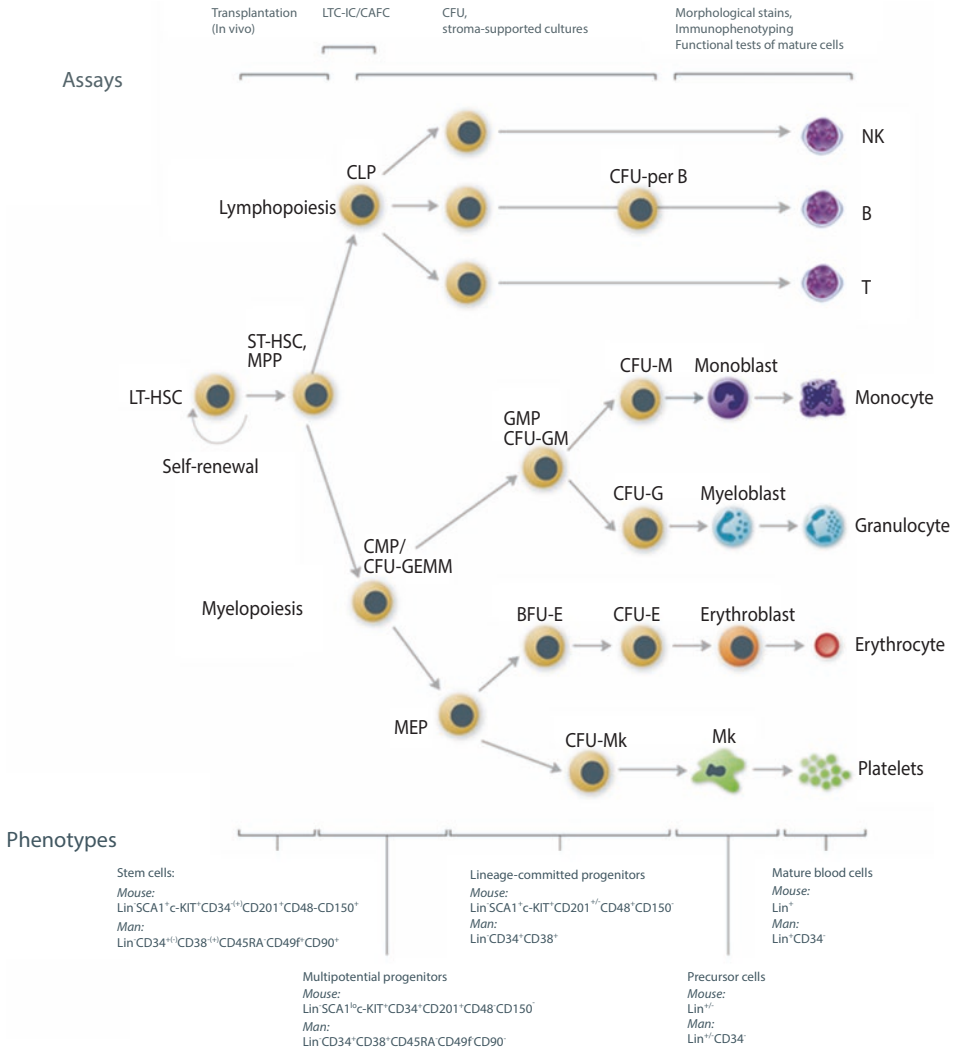 Transplantation
(In vivo)
LTC-IC/CAFC
CFU,
stroma-supported cultures
Morphological stains,
Immunophenotyping
Functional tests of mature cells
Assays
NK
CLP
CFU-per B
Lymphopoiesis
B
T
ST-HSC,
MPP
CFU-M
Monoblast
LT-HSC
Monocyte
GMP
CFU-GM
Self-renewal
CFU-G
Myeloblast
Granulocyte
CMP/
CFU-GEMM
Myelopoiesis
BFU-E
CFU-E
Erythroblast
Erythrocyte
MEP
CFU-Mk
Mk
Platelets
Phenotypes
Stem cells:
Mouse:
Lin⁻SCA1⁺c-KIT⁺CD34⁻⁽⁺⁾CD201⁺CD48-CD150⁺
Man:
Lin⁻CD34⁺⁽⁻⁾CD38⁻⁽⁺⁾CD45RA⁻CD49f⁺CD90⁺
Multipotential progenitors
Mouse:
Lin⁻SCA1ˡᵒc-KIT⁺CD34⁺CD201⁺CD48⁻CD150⁻
Man:
Lin⁻CD34⁺CD38⁺CD45RA⁻CD49f⁻CD90⁻
Lineage-committed progenitors
Mouse:
Lin⁻SCA1⁺c-KIT⁺CD201⁺/⁻CD48⁺CD150⁻
Man:
Lin⁻CD34⁺CD38⁺
Precursor cells
Mouse:
Lin⁺/⁻
Man:
Lin⁺/⁻CD34⁻
Mature blood cells
Mouse:
Lin⁺
Man:
Lin⁺CD34⁻